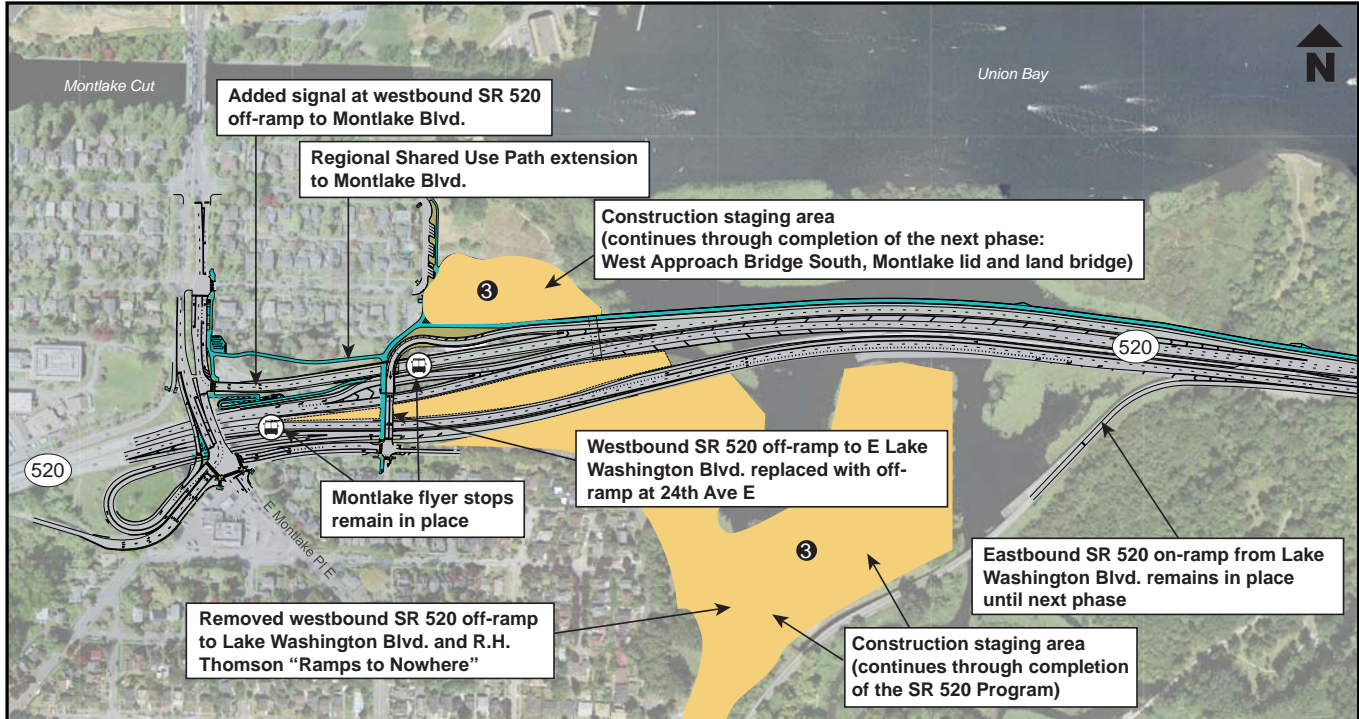 Montlake Cut
Union Bay
N
Added signal at westbound SR 520
off-ramp to Montlake Blvd.
Regional Shared Use Path extension
to Montlake Blvd.
Construction staging area
(continues through completion of the next phase:
West Approach Bridge South, Montlake lid and land bridge)
3
520
520
Westbound SR 520 off-ramp to E Lake
Washington Blvd. replaced with off-
ramp at 24th Ave E
Montlake flyer stops
remain in place
E Montlake Pl E
3
Eastbound SR 520 on-ramp from Lake
Washington Blvd. remains in place
until next phase
Removed westbound SR 520 off-ramp
to Lake Washington Blvd. and R.H.
Thomson “Ramps to Nowhere”
Construction staging area
(continues through completion
of the SR 520 Program)